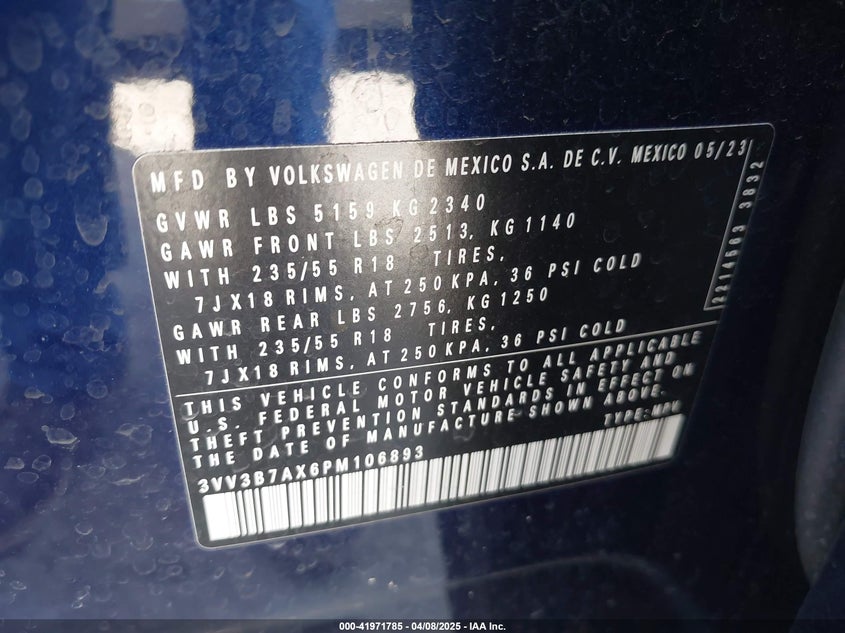 MFD BY VOLKSWAGEN DE MEXICO S.A. DE C.V. MEXICO 05/23
GVWR LBS 5159 KG 2340
GAWR FRONT LBS 2513, KG 1140
WITH 235/55 R18 TIRES,
7JX18 RIMS, AT 250 KPA, 36 PSI COLD
GAWR REAR LBS 2756, KG 1250
WITH 235/55 R18 TIRES,
7JX18 RIMS, AT 250 KPA, 36 PSI COLD
THIS VEHICLE CONFORMS TO ALL APPLICABLE
U.S. FEDERAL MOTOR VEHICLE SAFETY AND
THEFT PREVENTION STANDARDS IN EFFECT ON
THE DATE OF MANUFACTURE SHOWN ABOVE.
TYPE: MPV
3VV3B7AX6PM106893
3832
000-41971785 - 04/08/2025 - IAA Inc.